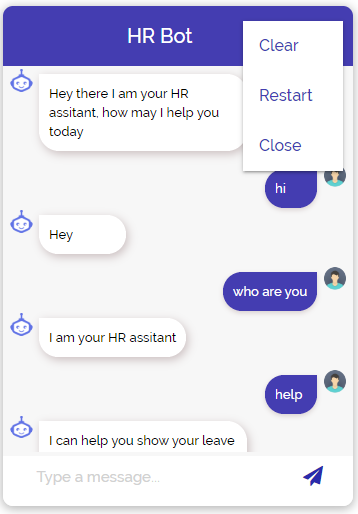 HR Bot
Clear
Restart
Close
Hey there I am your HR
assitant, how may I help you
today
hi
Hey
who are you
I am your HR assitant
help
I can help you show your leave
Type a message...